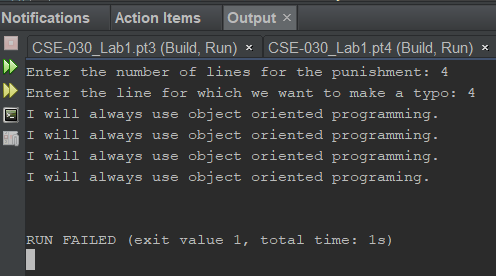 Notifications Action Items Output ×
CSE-030_Lab1.pt3 (Build, Run) × CSE-030_Lab1.pt4 (Build, Run) ×
Enter the number of lines for the punishment: 4
Enter the line for which we want to make a typo: 4
I will always use object oriented programming.
I will always use object oriented programming.
I will always use object oriented programming.
I will always use object oriented programing.
RUN FAILED (exit value 1, total time: 1s)